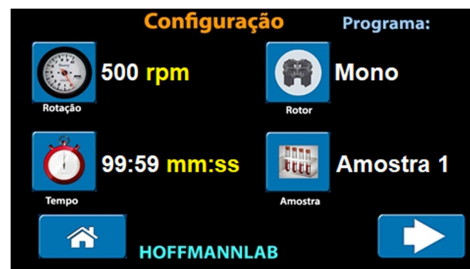 Configuração
Programa:
500 rpm
Mono
Rotação
Rotor
99:59 mm:ss
Amostra 1
Tempo
Amostra
HOFFMANNLAB